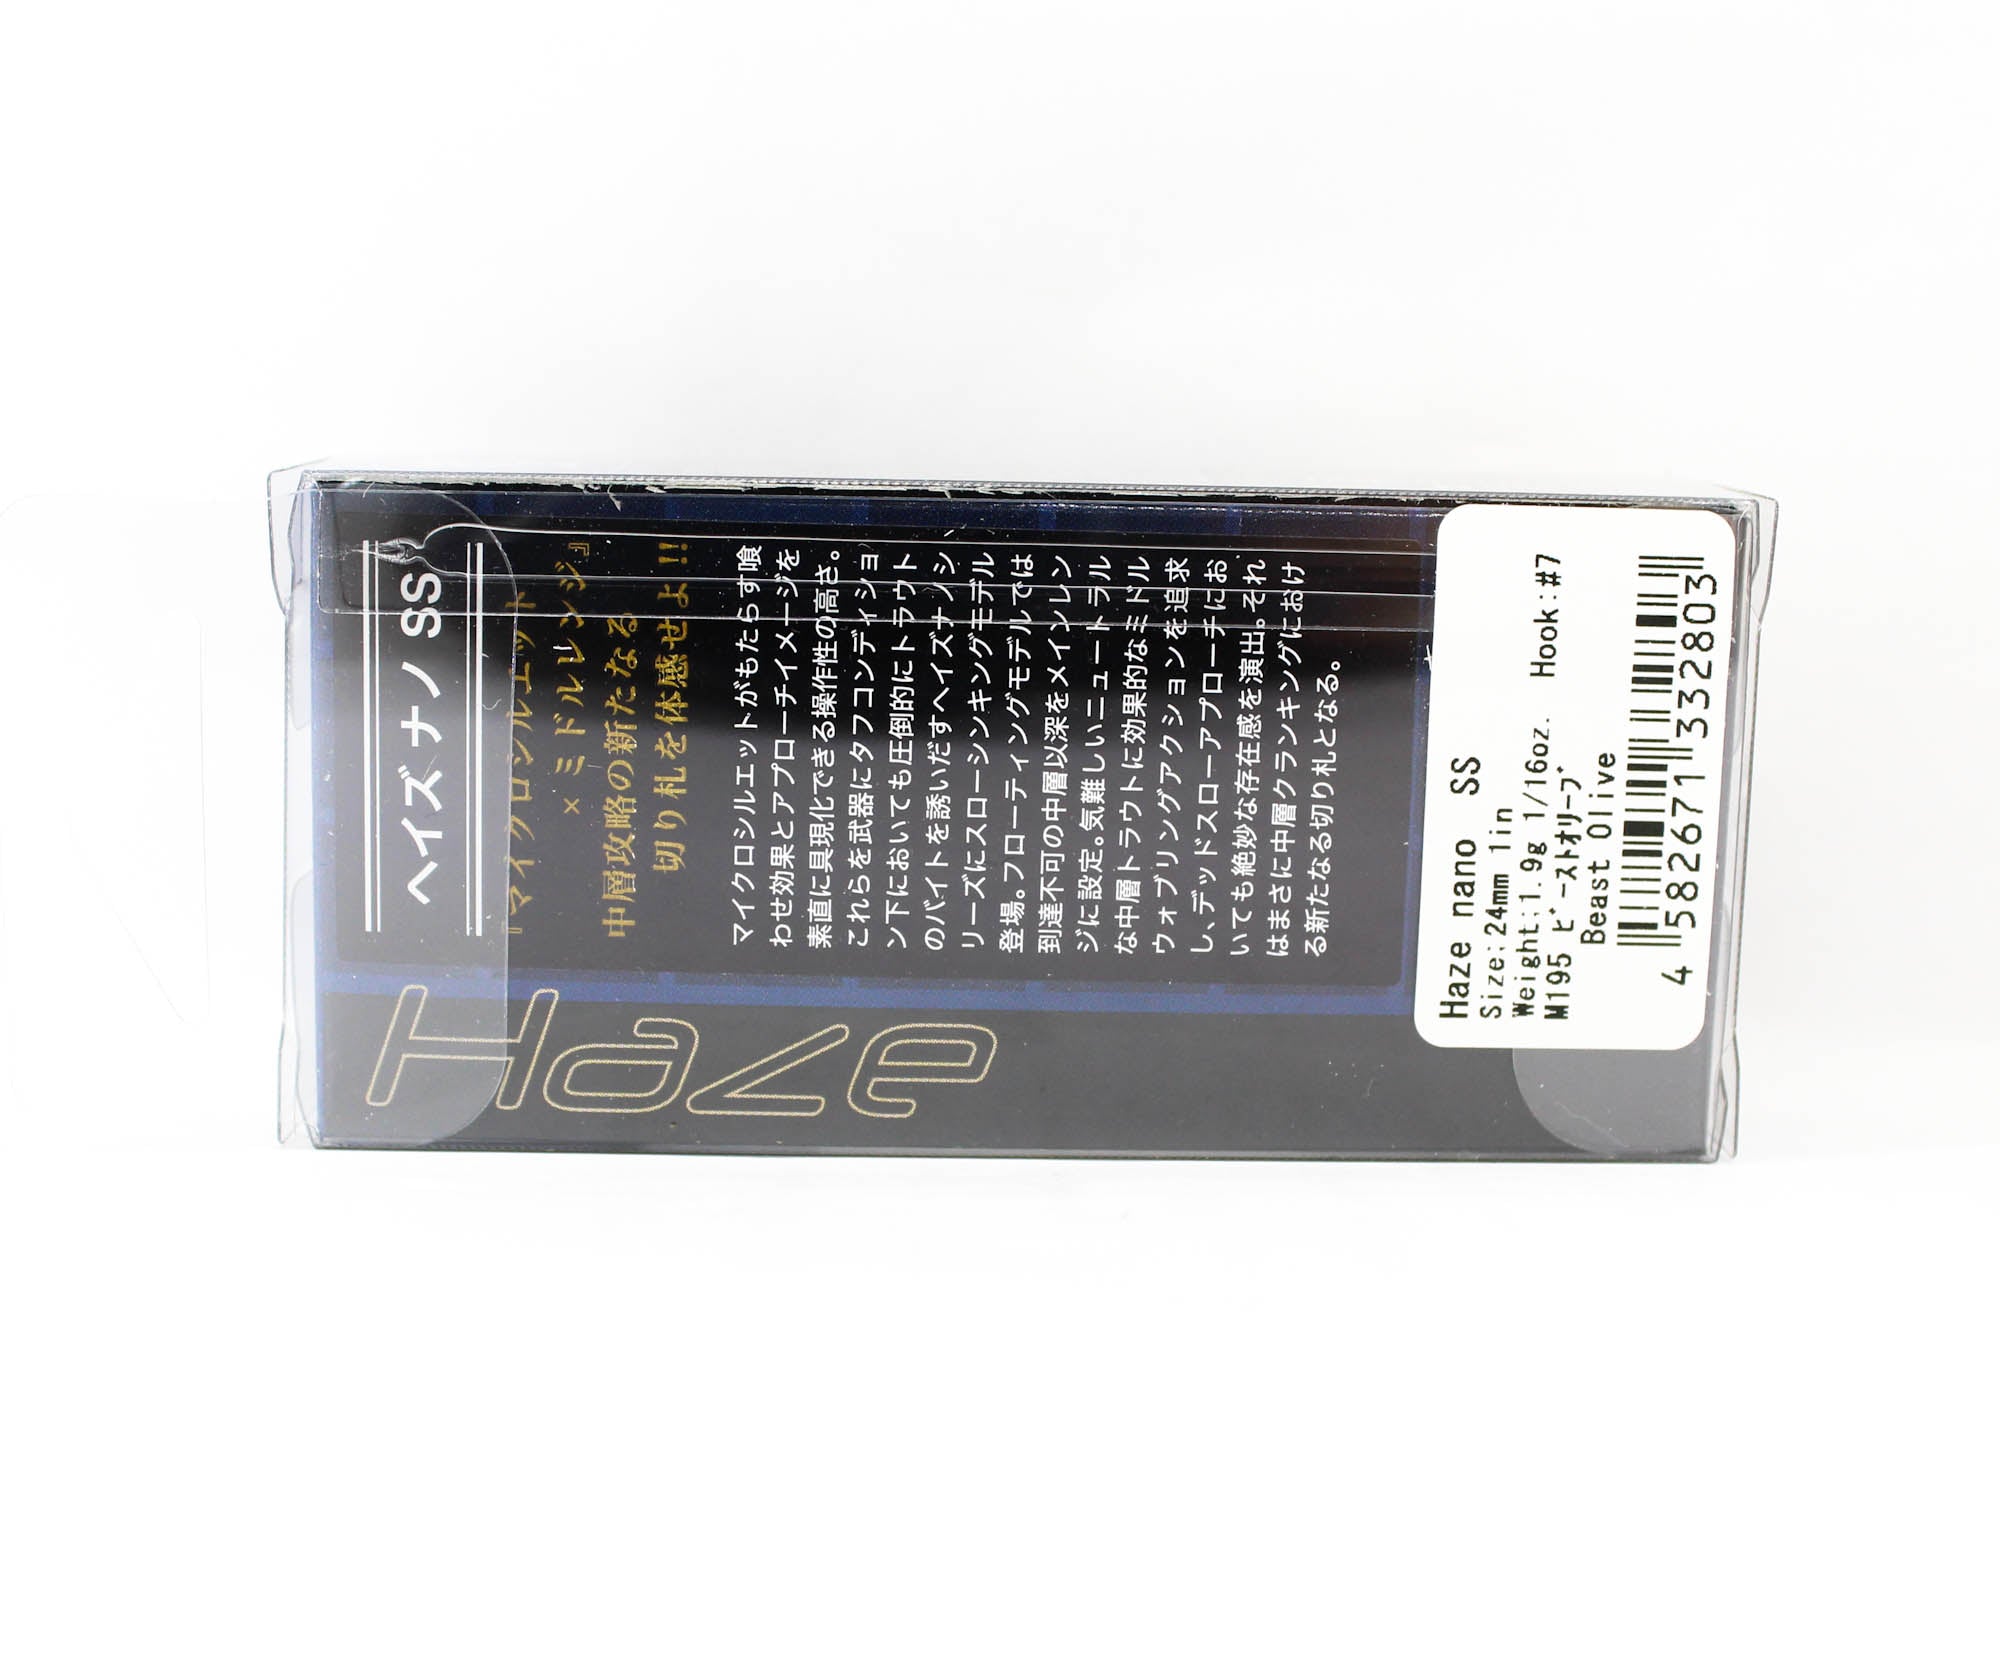 ヘイズナノ SS
『マイクロシルエット
×ミドルレンジ』
中層攻略の新たなる
切り札を体感せよ!!
マイクロシルエットがもたらす喰
わせ効果とアプローチイメージを
素直に具現化できる操作性の高さ。
これらを武器にタフコンディショ
ン下においても圧倒的にトラウト
のバイトを誘いだすヘイズナノシ
リーズにスローシンキングモデル
登場。フローティングモデルでは
到達不可の中層以深をメインレン
ジに設定。気難しいニュートラル
な中層トラウトに効果的なミドル
ウォブリングアクションを追求
し、デッドスローアプローチにお
いても絶妙な存在感を演出。それ
はまさに中層クランキングにおけ
る新たなる切り札となる。
Haze
Haze nano SS
Size:24mm 1in
Weight:1.9g 1/16oz. Hook:#7
M195 ﾋﾞｰｽﾄｵﾘｰﾌﾞ
Beast Olive
4 582671 332803